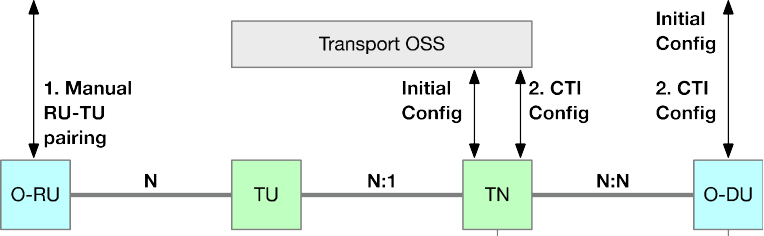 Initial
Config
Transport OSS
1. Manual
RU-TU
pairing
Initial
Config
2. CTI
Config
2. CTI
Config
O-RU
N
TU
N:1
TN
N:N
O-DU